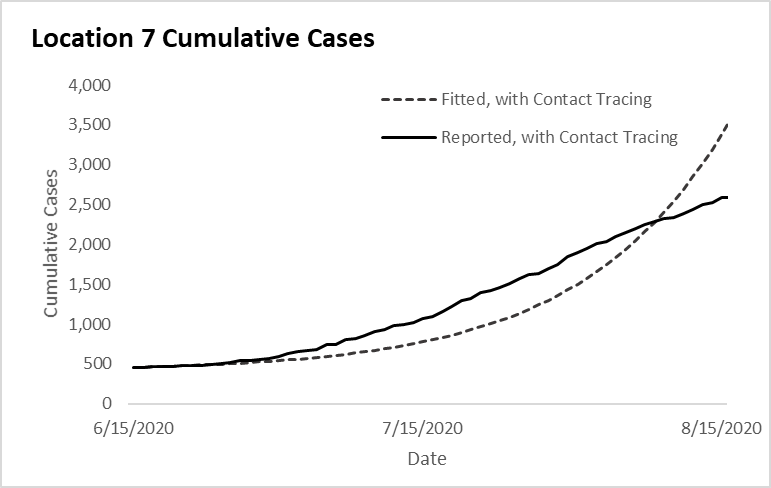 Location 7 Cumulative Cases
4,000
3,500
3,000
2,500
2,000
1,500
1,000
500
0
Cumulative Cases
Fitted, with Contact Tracing
Reported, with Contact Tracing
6/15/2020
7/15/2020
8/15/2020
Date